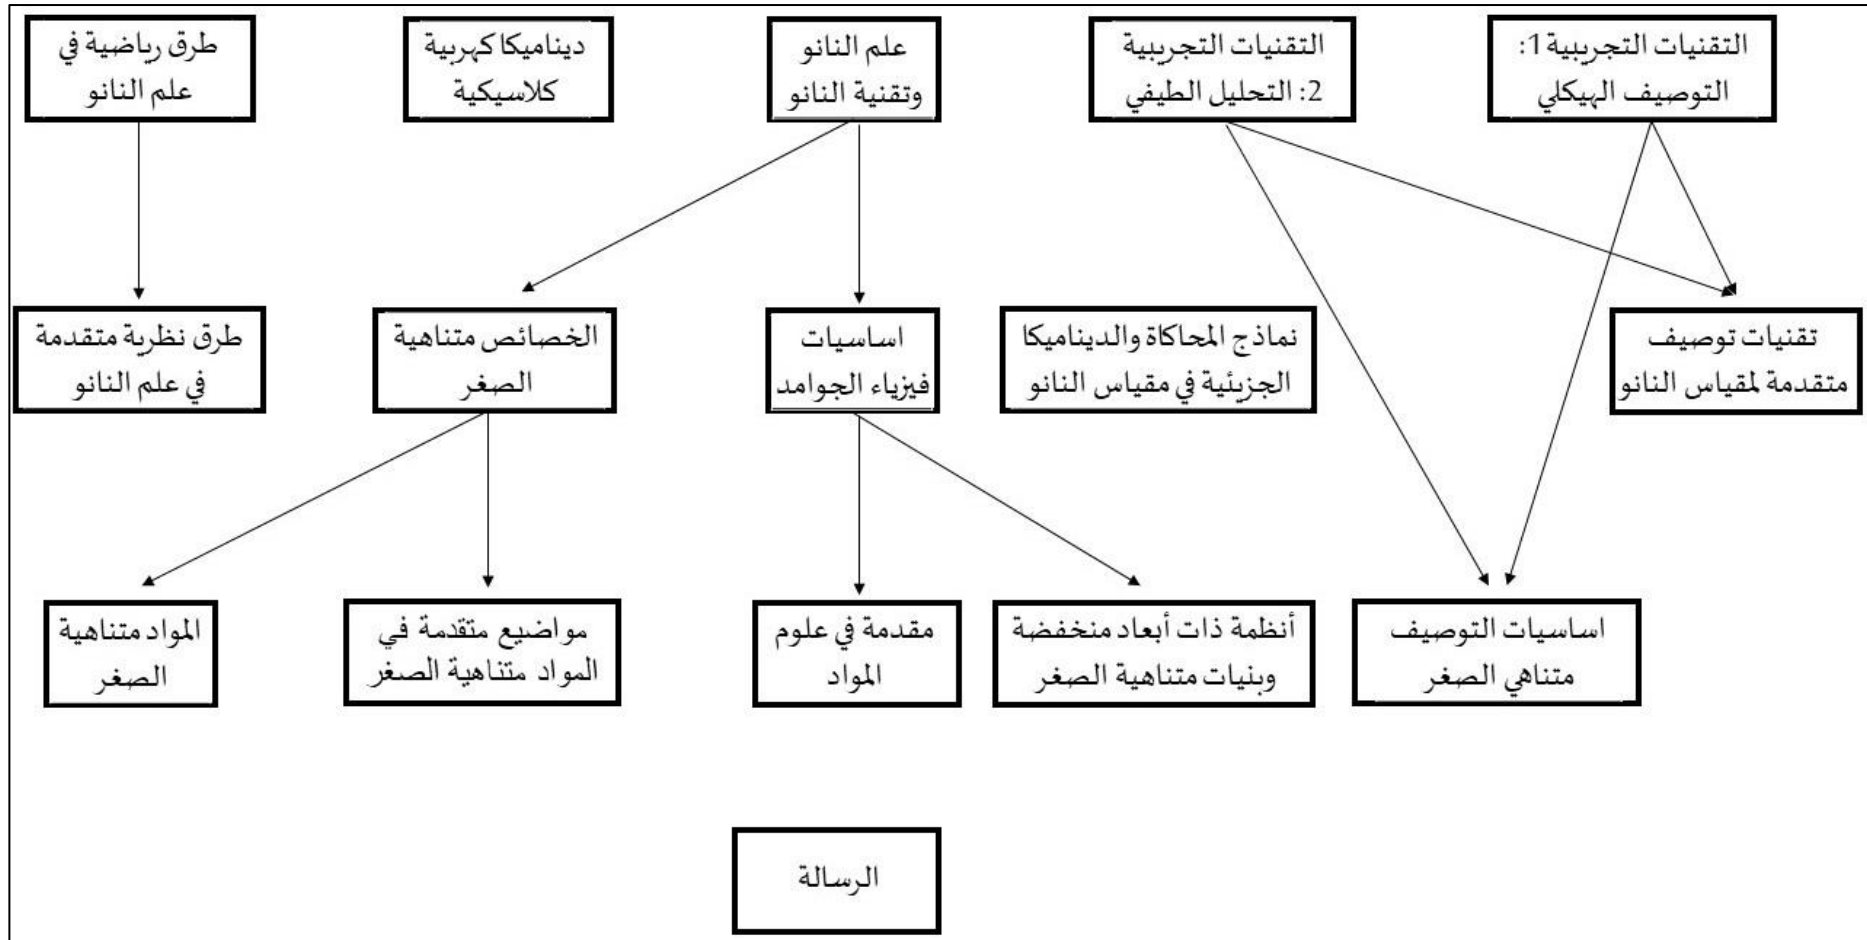 التقنيات التجريبية 1:
التوصيف الهيكلي
التقنيات التجريبية
2: التحليل الطيفي
علم النانو
وتقنية النانو
ديناميكا كهربية
كلاسيكية
طرق رياضية في
علم النانو
تقنيات توصيف
متقدمة لمقياس النانو
نماذج المحاكاة والديناميكا
الجزيئية في مقياس النانو
اساسيات
فيزياء الجوامد
الخصائص متناهية
الصغر
طرق نظرية متقدمة
في علم النانو
اساسيات التوصيف
متناهي الصغر
أنظمة ذات أبعاد منخفضة
وبنيات متناهية الصغر
مقدمة في علوم
المواد
مواضيع متقدمة في
المواد متناهية الصغر
المواد متناهية
الصغر
الرسالة